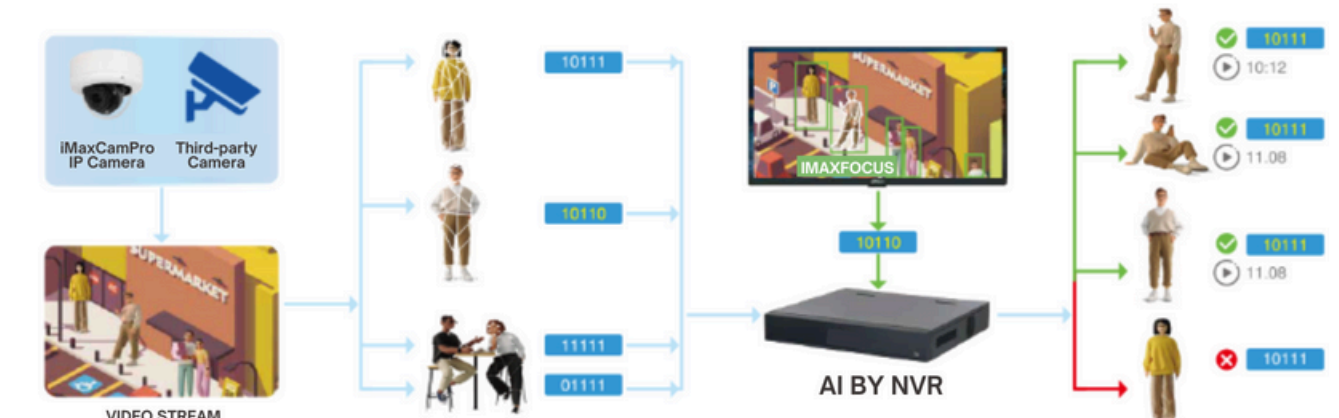 iMaxCamPro
IP Camera
Third-party
Camera
SUPERMARKET
VIDEO STREAM
10111
10110
11111
01111
P
SUPERMARKET
IMAXFOCUS
10110
AI BY NVR
10111
10:12
10111
11.08
10111
11.08
10111